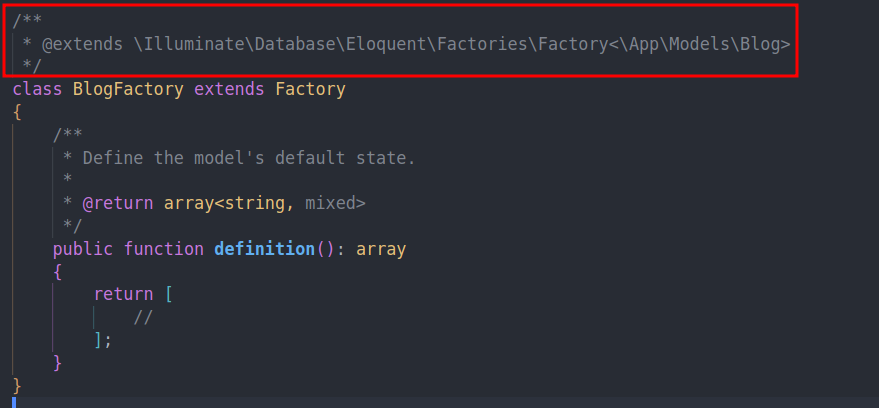 /**
 * @extends \Illuminate\Database\Eloquent\Factories\Factory<\App\Models\Blog>
 */
class BlogFactory extends Factory
{
    /**
     * Define the model's default state.
     *
     * @return array<string, mixed>
     */
    public function definition(): array
    {
        return [
            //
        ];
    }
}